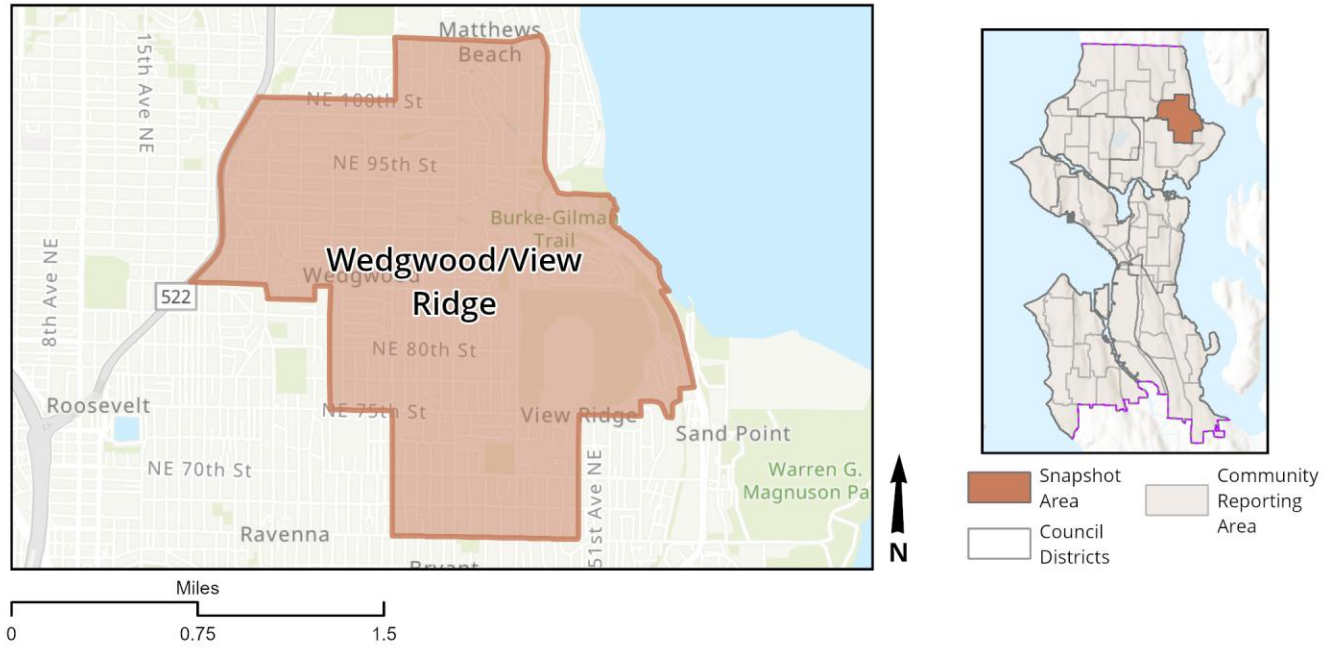 Matthews
Beach
15th Ave NE
NE 100th St
NE 95th St
Burke-Gilman
Trail
Wedgwood/View
Ridge
Wedgwood
522
8th Ave NE
NE 80th St
Roosevelt
NE 75th St
View Ridge
Sand Point
NE 70th St
Warren G.
Magnuson Pa
51st Ave NE
Ravenna
Bryant
N
Miles
0
0.75
1.5
Snapshot
Area
Council
Districts
Community
Reporting
Area